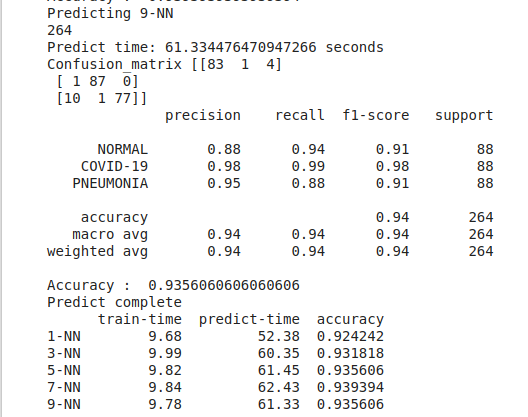 Predicting 9-NN
264
Predict time: 61.334476470947266 seconds
Confusion_matrix [[83  1  4]
 [ 1 87  0]
 [10  1 77]]
              precision    recall  f1-score   support

      NORMAL       0.88      0.94      0.91        88
    COVID-19       0.98      0.99      0.98        88
   PNEUMONIA       0.95      0.88      0.91        88

    accuracy                           0.94       264
   macro avg       0.94      0.94      0.94       264
weighted avg       0.94      0.94      0.94       264

Accuracy :  0.9356060606060606
Predict complete
      train-time  predict-time  accuracy
1-NN        9.68         52.38  0.924242
3-NN        9.99         60.35  0.931818
5-NN        9.82         61.45  0.935606
7-NN        9.84         62.43  0.939394
9-NN        9.78         61.33  0.935606